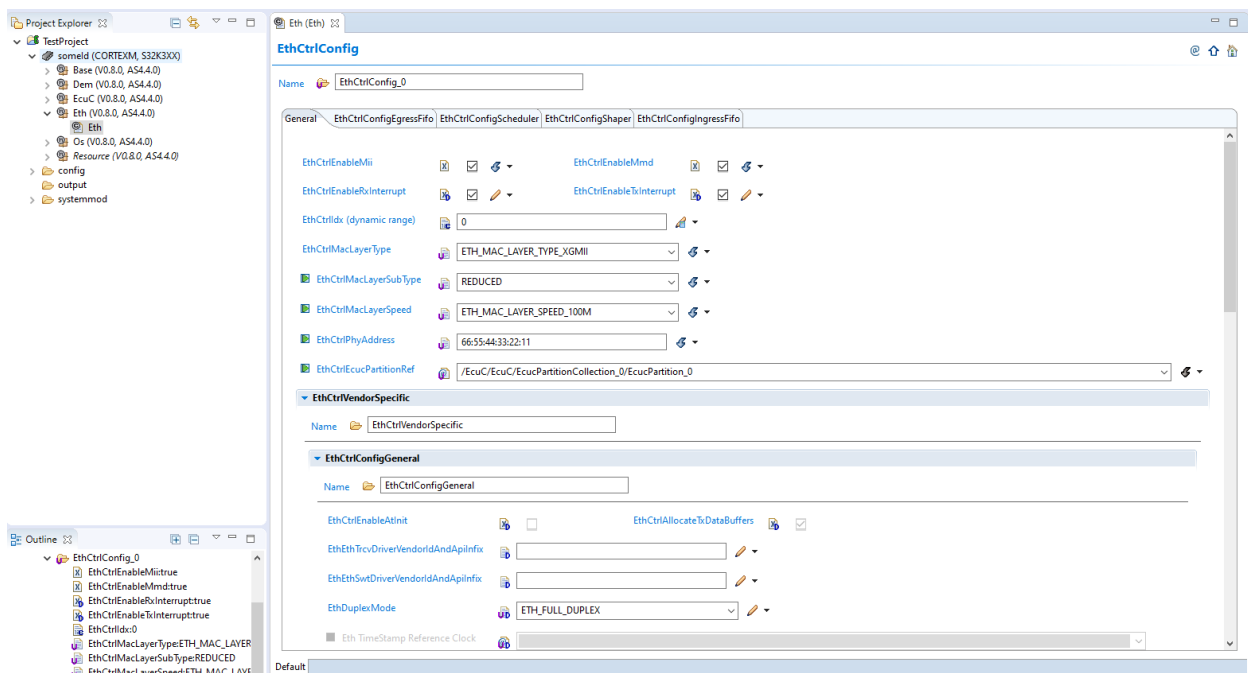 Project Explorer
TestProject
someId (CORTEXM, S32K3XX)
Base (V0.8.0, AS4.4.0)
Dem (V0.8.0, AS4.4.0)
EcuC (V0.8.0, AS4.4.0)
Eth (V0.8.0, AS4.4.0)
Eth
Os (V0.8.0, AS4.4.0)
Resource (V0.8.0, AS4.4.0)
config
output
systemmod
Outline
EthCtrlConfig_0
EthCtrlEnableMii:true
EthCtrlEnableMmd:true
EthCtrlEnableRxInterrupt:true
EthCtrlEnableTxInterrupt:true
EthCtrlIdx:0
EthCtrlMacLayerType:ETH_MAC_LAYER
EthCtrlMacLayerSubType:REDUCED
EthCtrlMacLayerSpeed:ETH_MAC_LAYE
Eth (Eth)
EthCtrlConfig
Name EthCtrlConfig_0
General EthCtrlConfigEgressFifo EthCtrlConfigScheduler EthCtrlConfigShaper EthCtrlConfigIngressFifo
EthCtrlEnableMii EthCtrlEnableMmd
EthCtrlEnableRxInterrupt EthCtrlEnableTxInterrupt
EthCtrlIdx (dynamic range) 0
EthCtrlMacLayerType ETH_MAC_LAYER_TYPE_XGMII
EthCtrlMacLayerSubType REDUCED
EthCtrlMacLayerSpeed ETH_MAC_LAYER_SPEED_100M
EthCtrlPhyAddress 66:55:44:33:22:11
EthCtrlEcucPartitionRef /EcuC/EcuC/EcucPartitionCollection_0/EcucPartition_0
EthCtrlVendorSpecific
Name EthCtrlVendorSpecific
EthCtrlConfigGeneral
Name EthCtrlConfigGeneral
EthCtrlEnableAtInit EthCtrlAllocateTxDataBuffers
EthEthTrcvDriverVendorIdAndApiInfix
EthEthSwtDriverVendorIdAndApiInfix
EthDuplexMode ETH_FULL_DUPLEX
Eth TimeStamp Reference Clock
Default